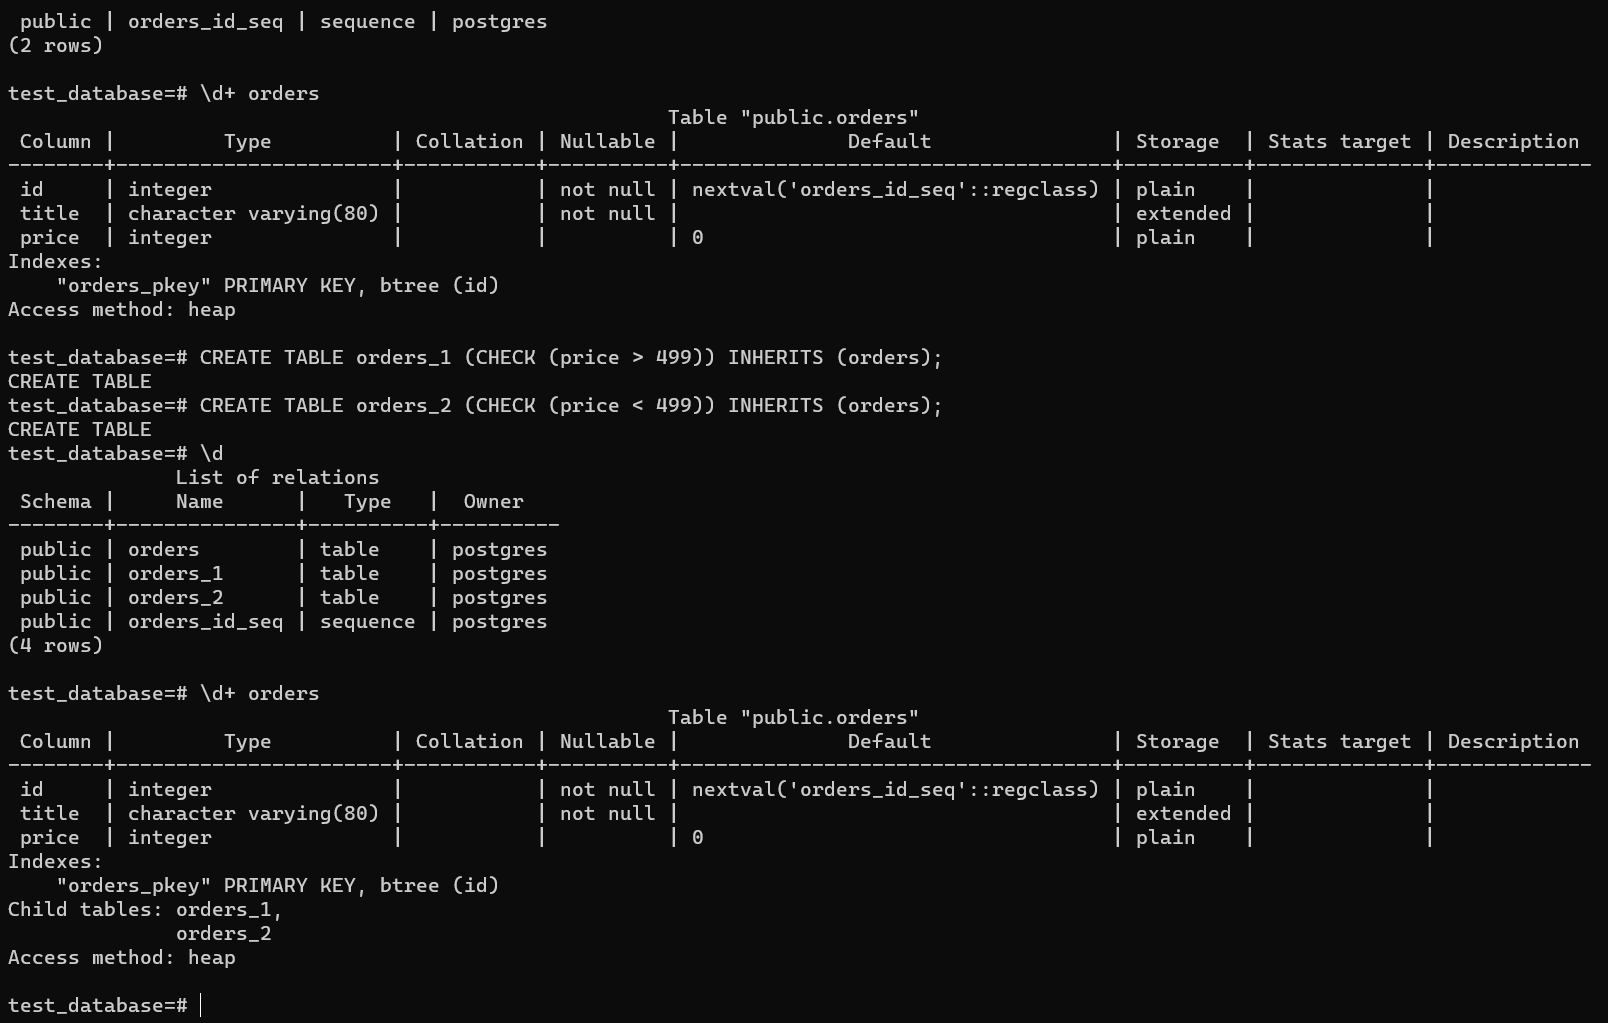 public | orders_id_seq | sequence | postgres
(2 rows)

test_database=# \d+ orders
                                                       Table "public.orders"
 Column |         Type          | Collation | Nullable |              Default               | Storage  | Stats target | Description
--------+-----------------------+-----------+----------+------------------------------------+----------+--------------+-------------
 id     | integer               |           | not null | nextval('orders_id_seq'::regclass) | plain    |              |
 title  | character varying(80) |           | not null |                                    | extended |              |
 price  | integer               |           |          | 0                                  | plain    |              |
Indexes:
    "orders_pkey" PRIMARY KEY, btree (id)
Access method: heap

test_database=# CREATE TABLE orders_1 (CHECK (price > 499)) INHERITS (orders);
CREATE TABLE
test_database=# CREATE TABLE orders_2 (CHECK (price < 499)) INHERITS (orders);
CREATE TABLE
test_database=# \d
              List of relations
 Schema |     Name      |   Type   |  Owner
--------+---------------+----------+----------
 public | orders        | table    | postgres
 public | orders_1      | table    | postgres
 public | orders_2      | table    | postgres
 public | orders_id_seq | sequence | postgres
(4 rows)

test_database=# \d+ orders
                                                       Table "public.orders"
 Column |         Type          | Collation | Nullable |              Default               | Storage  | Stats target | Description
--------+-----------------------+-----------+----------+------------------------------------+----------+--------------+-------------
 id     | integer               |           | not null | nextval('orders_id_seq'::regclass) | plain    |              |
 title  | character varying(80) |           | not null |                                    | extended |              |
 price  | integer               |           |          | 0                                  | plain    |              |
Indexes:
    "orders_pkey" PRIMARY KEY, btree (id)
Child tables: orders_1,
              orders_2
Access method: heap

test_database=#